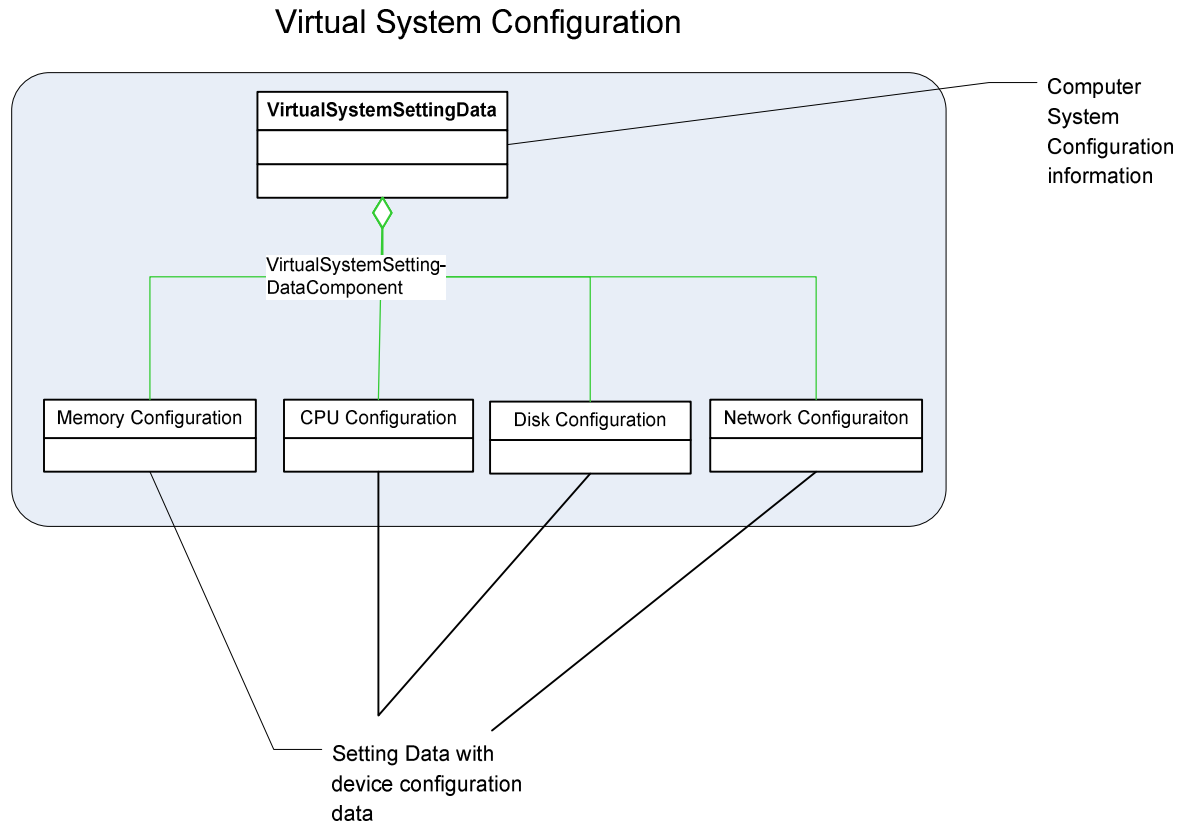 Virtual System Configuration
VirtualSystemSettingData
Computer
System
Configuration
information
VirtualSystemSetting-
DataComponent
Memory Configuration
CPU Configuration
Disk Configuration
Network Configuraiton
Setting Data with
device configuration
data